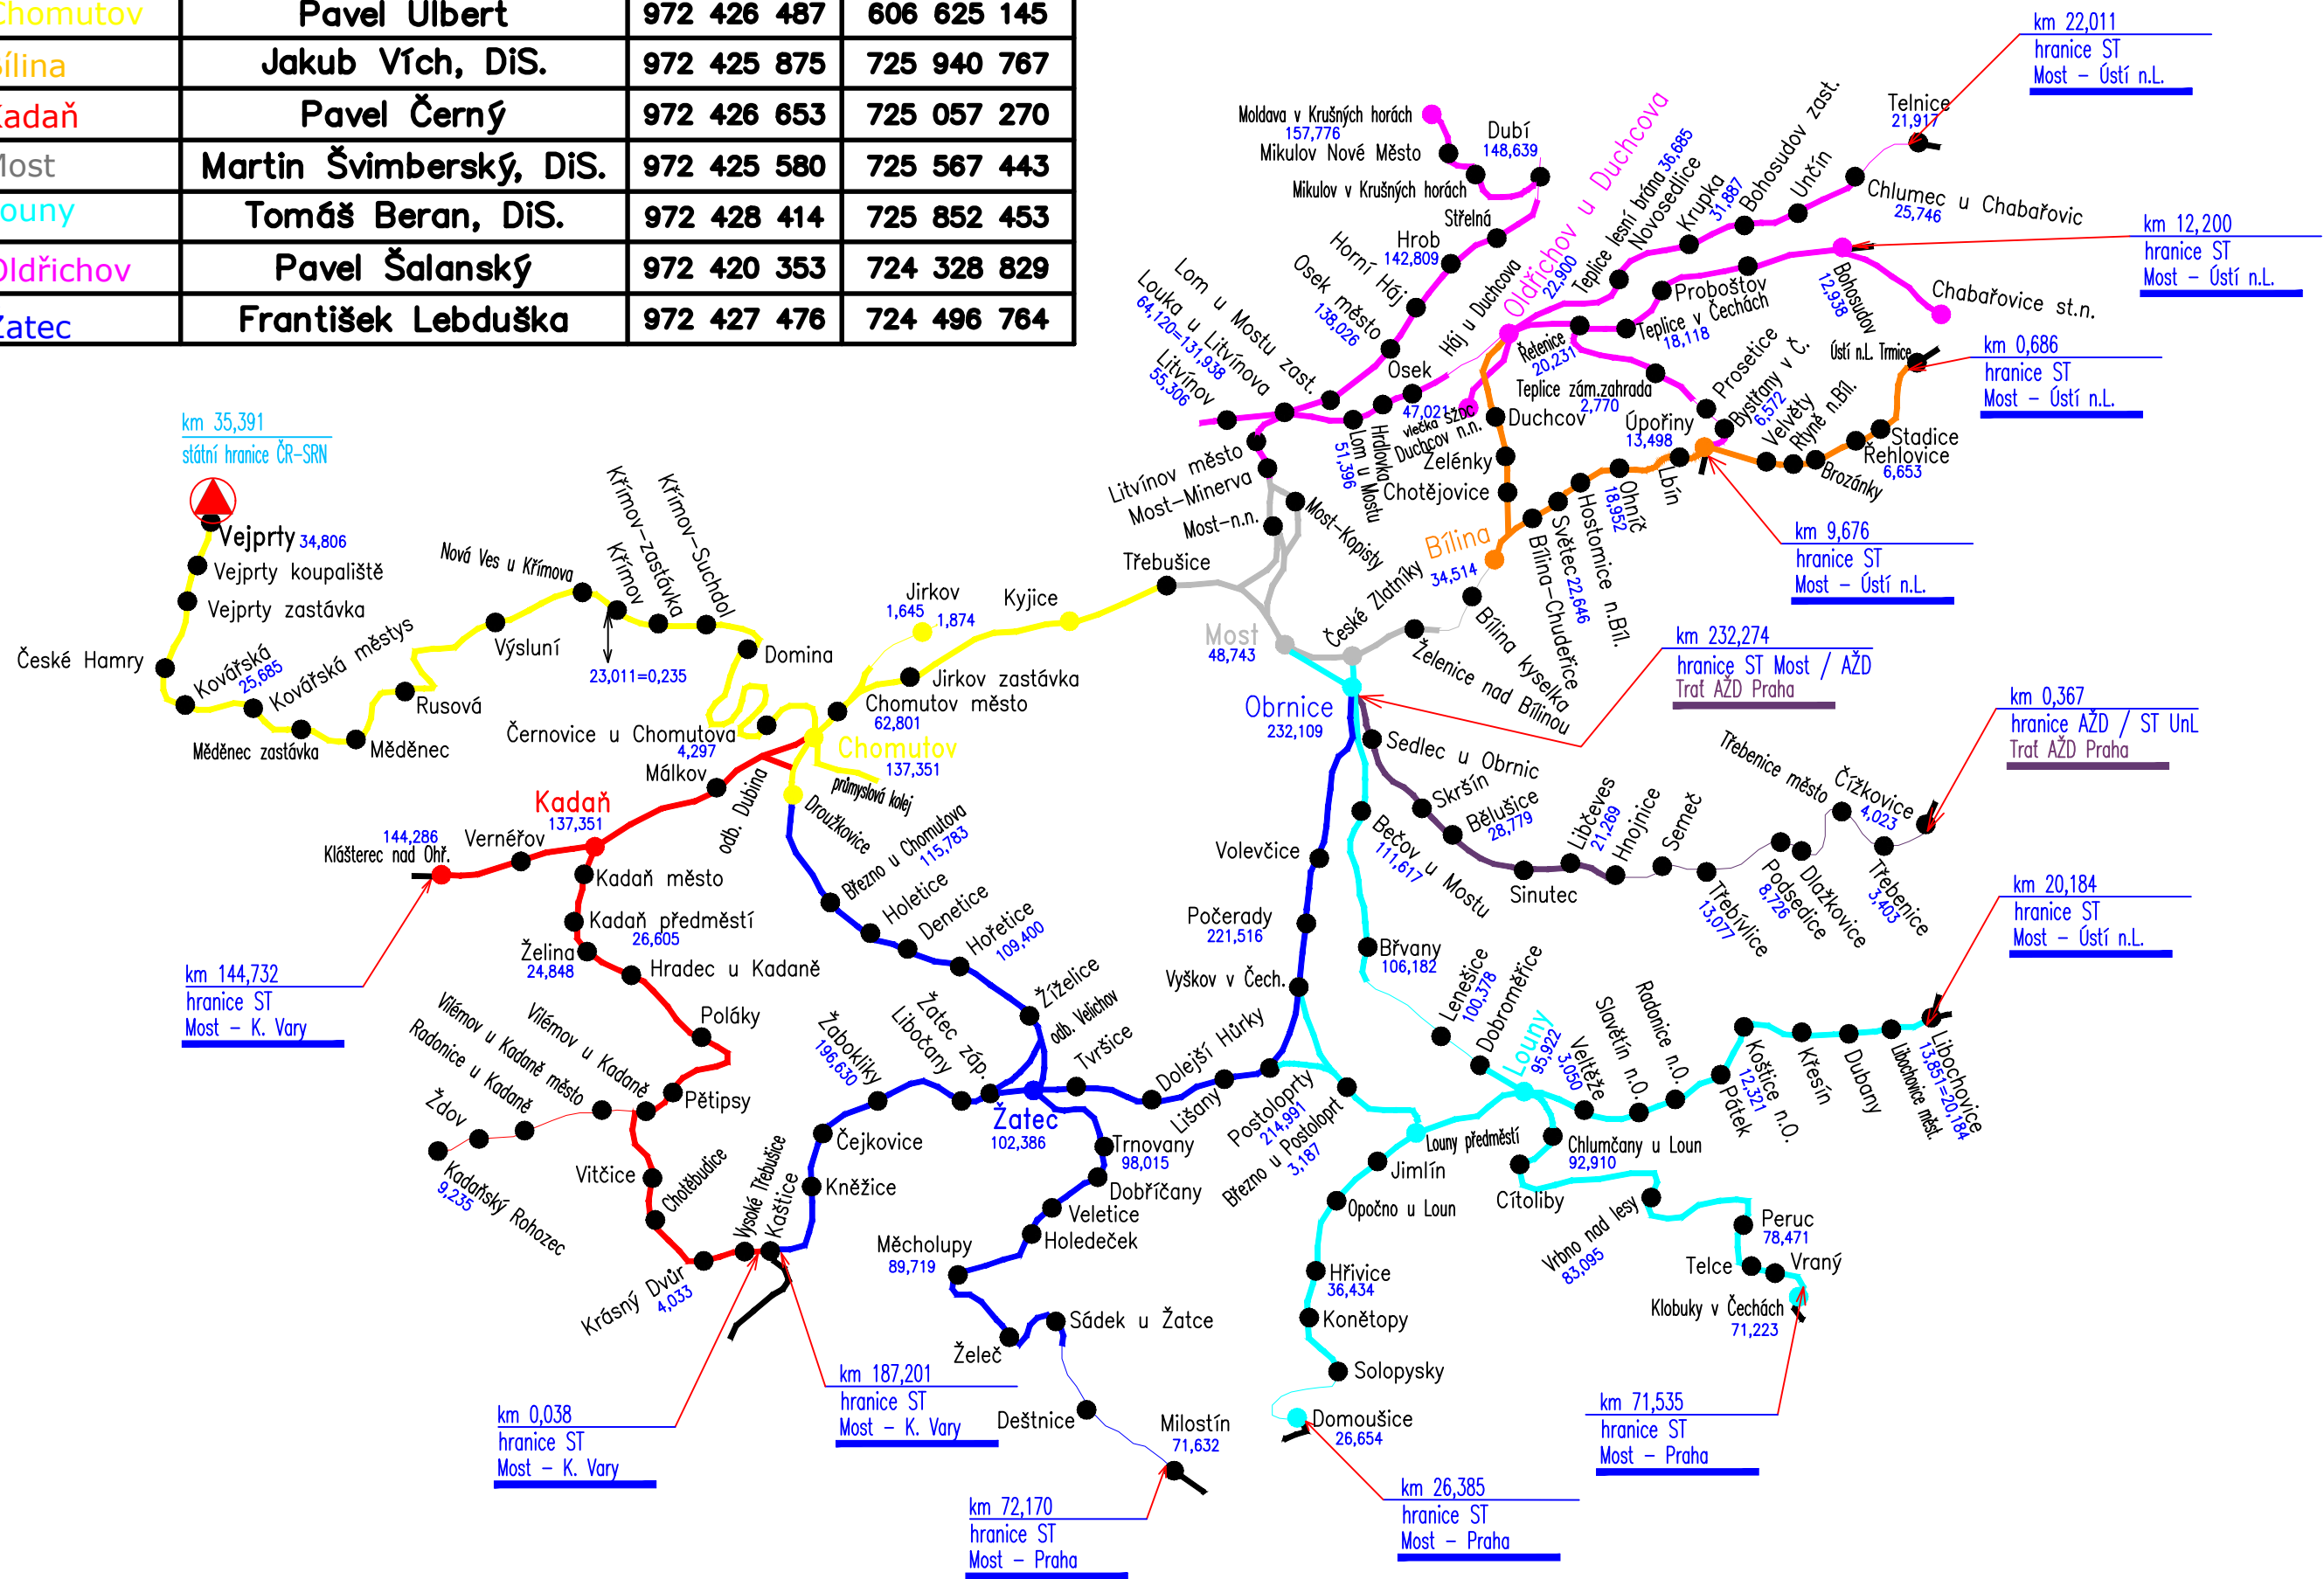 Chomutov Pavel Ulbert 972 426 487 606 625 145
Bílina Jakub Vích, DiS. 972 425 875 725 940 767
Kadaň Pavel Černý 972 426 653 725 057 270
Most Martin Švimberský, DiS. 972 425 580 725 567 443
Louny Tomáš Beran, DiS. 972 428 414 725 852 453
Oldřichov Pavel Šalanský 972 420 353 724 328 829
Žatec František Lebduška 972 427 476 724 496 764
km 22,011
hranice ST
Most – Ústí n.L.
km 12,200
hranice ST
Most – Ústí n.L.
km 0,686
hranice ST
Most – Ústí n.L.
km 9,676
hranice ST
Most – Ústí n.L.
km 232,274
hranice ST Most / AŽD
Trať AŽD Praha
km 0,367
hranice AŽD / ST UnL
Trať AŽD Praha
km 20,184
hranice ST
Most – Ústí n.L.
km 71,535
hranice ST
Most – Praha
km 26,385
hranice ST
Most – Praha
km 72,170
hranice ST
Most – Praha
km 187,201
hranice ST
Most – K. Vary
km 0,038
hranice ST
Most – K. Vary
km 144,732
hranice ST
Most – K. Vary
km 35,391
státní hranice ČR-SRN
Moldava v Krušných horách
157,776
Mikulov Nové Město
Mikulov v Krušných horách
Dubí
148,639
Střelná
Hrob
142,809
Horní Háj
Osek město
138,026
Lom u Mostu zast.
Louka u Litvínova
64,120=131,938
Litvínov
55,306
Litvínov město
Most-Minerva
Most-n.n.
Most-Kopisty
Osek
Hrdlovka
Lom u Mostu
51,396
Háj u Duchcova
47,021
vlečka SŽDC
Duchcov n.n.
Oldřichov u Duchcova
22,900
Teplice lesní brána 36,685
Novosedlice
Krupka
31,887
Bohosudov zast.
Unčín
Chlumec u Chabařovic
25,746
Telnice
21,917
Řetenice
20,231
Teplice v Čechách
18,118
Proboštov
Bohosudov
12,938
Chabařovice st.n.
Teplice zám.zahrada
2,770
Prosetice
Bystřany v Č.
6,572
Úpořiny
13,498
Velvěty
Rtyně n.Bíl.
Brozánky
Řehlovice
6,653
Stadice
Ústí n.L. Trmice
Lbín
Ohníč
18,952
Hostomice n.Bíl.
Světec 22,646
Bílina-Chudeřice
Duchcov
Želénky
Chotějovice
Bílina
34,514
Bílina kyselka
Želenice nad Bílinou
České Zlatníky
Most
48,743
Třebušice
Kyjice
Jirkov
1,645
1,874
Jirkov zastávka
Chomutov město
62,801
Chomutov
137,351
průmyslová kolej
Vejprty 34,806
Vejprty koupaliště
Vejprty zastávka
České Hamry
Kovářská
25,685
Kovářská městys
Měděnec zastávka
Měděnec
Rusová
Výsluní
Nová Ves u Křímova
Křímov
23,011=0,235
Křímov-zastávka
Křímov-Suchdol
Domina
Černovice u Chomutova
4,297
Málkov
odb. Dubina
Kadaň
137,351
Vernéřov
144,286
Klášterec nad Ohř.
Kadaň město
Kadaň předměstí
26,605
Želina
24,848
Hradec u Kadaně
Poláky
Pětipsy
Vilémov u Kadaně
Vilémov u Kadaně město
Radonice u Kadaně
Ždov
Kadaňský Rohozec
9,235
Vitčice
Chotěbudice
Krásný Dvůr
4,033
Vysoké Třebušice
Kaštice
Kněžice
Čejkovice
Žabokliky
196,630
Libočany
Žatec záp.
Žatec
102,386
Droužkovice
Březno u Chomutova
115,783
Holetice
Denetice
Hořetice
109,400
Žíželice
odb. Velichov
Tvršice
Dolejší Hůrky
Lišany
Postoloprty
214,991
Březno u Postoloprt
3,187
Trnovany
98,015
Dobříčany
Veletice
Holedeček
Měcholupy
89,719
Želeč
Sádek u Žatce
Deštnice
Milostín
71,632
Obrnice
232,109
Volevčice
Počerady
221,516
Vyškov v Čech.
Sedlec u Obrnic
Skršín
Bělušice
28,779
Sinutec
Libčeves
21,269
Hnojnice
Semeč
Třebívlice
13,077
Podsedice
8,726
Dlažkovice
Třebenice město
Třebenice
3,403
Čížkovice
4,023
Bečov u Mostu
111,617
Břvany
106,182
Lenešice
100,378
Dobroměřice
Louny
95,922
3,050
Veltěže
Slavětín n.O.
Radonice n.O.
Pátek
Koštice n.O.
12,321
Křesín
Dubany
Libochovice měst.
Libochovice
13,851=20,184
Louny předměstí
Chlumčany u Loun
92,910
Cítoliby
Vrbno nad lesy
83,095
Peruc
78,471
Telce
Vraný
Klobuky v Čechách
71,223
Jimlín
Opočno u Loun
Hřivice
36,434
Konětopy
Solopysky
Domoušice
26,654